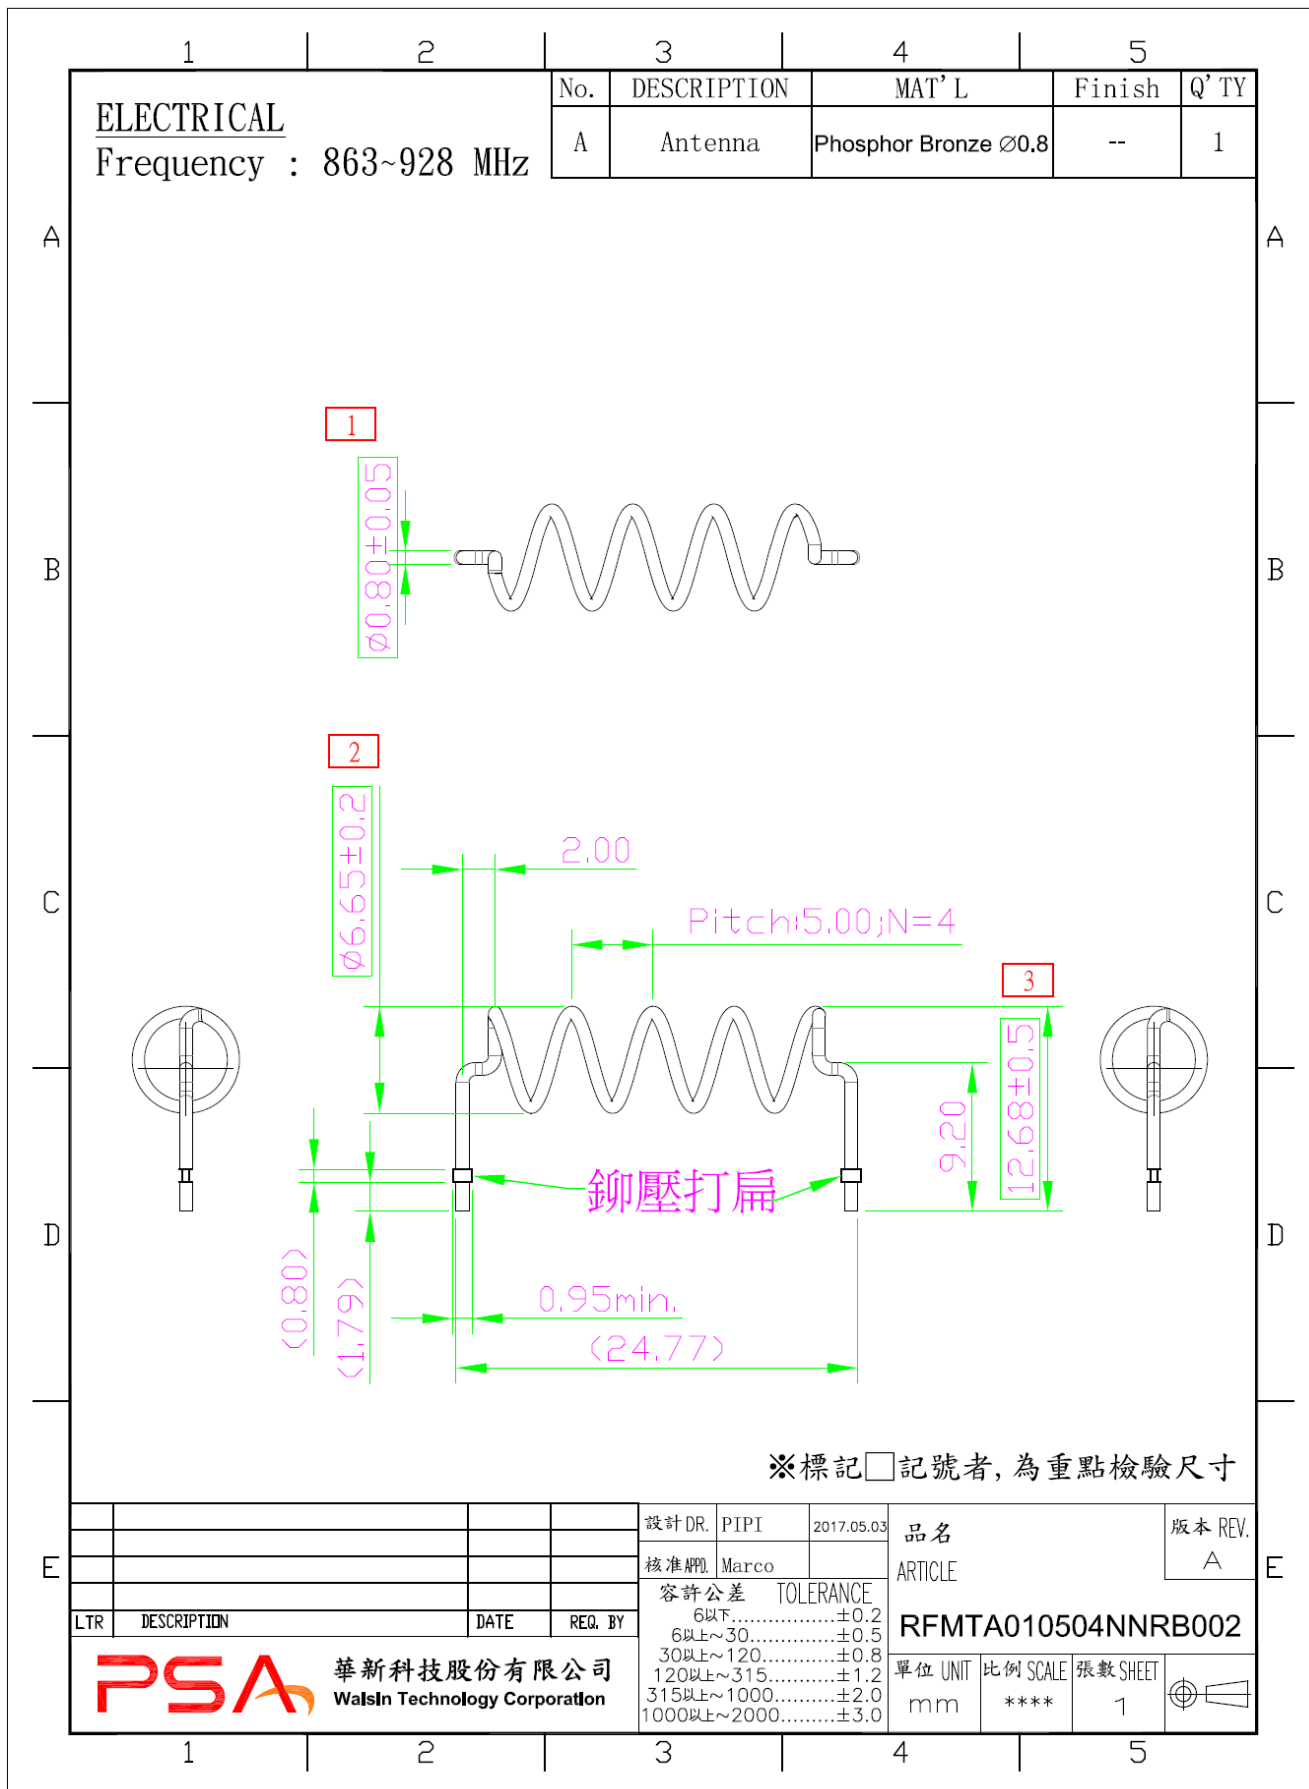 1 2 3 4 5
ELECTRICAL
Frequency : 863~928 MHz
No. DESCRIPTION MAT'L Finish Q'TY
A Antenna Phosphor Bronze ∅0.8 -- 1
A A
1
ø0.80±0.05
B B
2
ø6.65±0.2
2.00
Pitch:5.00;N=4
C C
3
12.68±0.5
9.20
鉚壓打扁
D D
(0.80)
(1.79)
0.95min.
(24.77)
※標記□記號者,為重點檢驗尺寸
E E
設計 DR. PIPI 2017.05.03
核准 APPD. Marco
品名
ARTICLE
版本 REV.
A
RFMTA010504NNRB002
容許公差 TOLERANCE
6以下................±0.2
6以上~30..............±0.5
30以上~120............±0.8
120以上~315..........±1.2
315以上~1000.........±2.0
1000以上~2000.........±3.0
單位 UNIT 比例 SCALE 張數 SHEET
mm **** 1
LTR DESCRIPTION DATE REQ. BY
PSA
華新科技股份有限公司
Walsin Technology Corporation
1 2 3 4 5